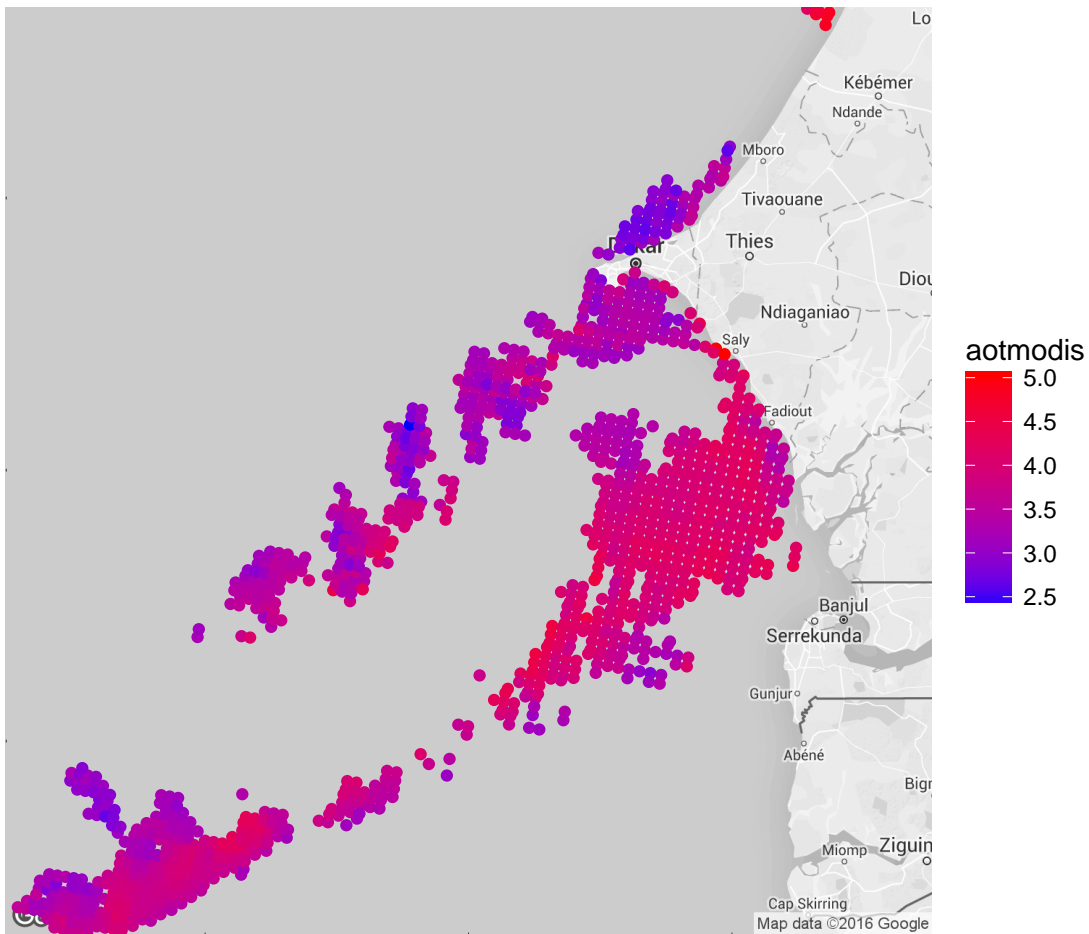 Lo
Kébémer
Ndande
Mboro
Tivaouane
Thies
Diou
Ndiaganiao
Saly
Fadiout
Banjul
Serrekunda
Gunjur
Abéné
Bigr
Miomp
Ziguin
Cap Skirring
Map data ©2016 Google
aotmodis
5.0
4.5
4.0
3.5
3.0
2.5